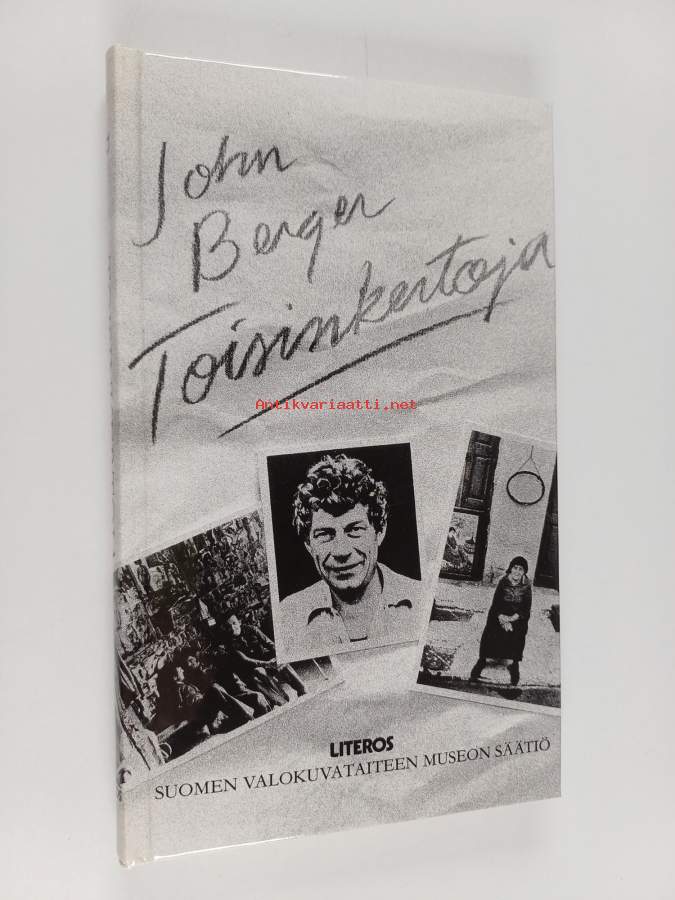 John
Berger
Toisinkertoja
Antikvariaatti.net
LITEROS
SUOMEN VALOKUVATAITEEN MUSEON SÄÄTIÖ